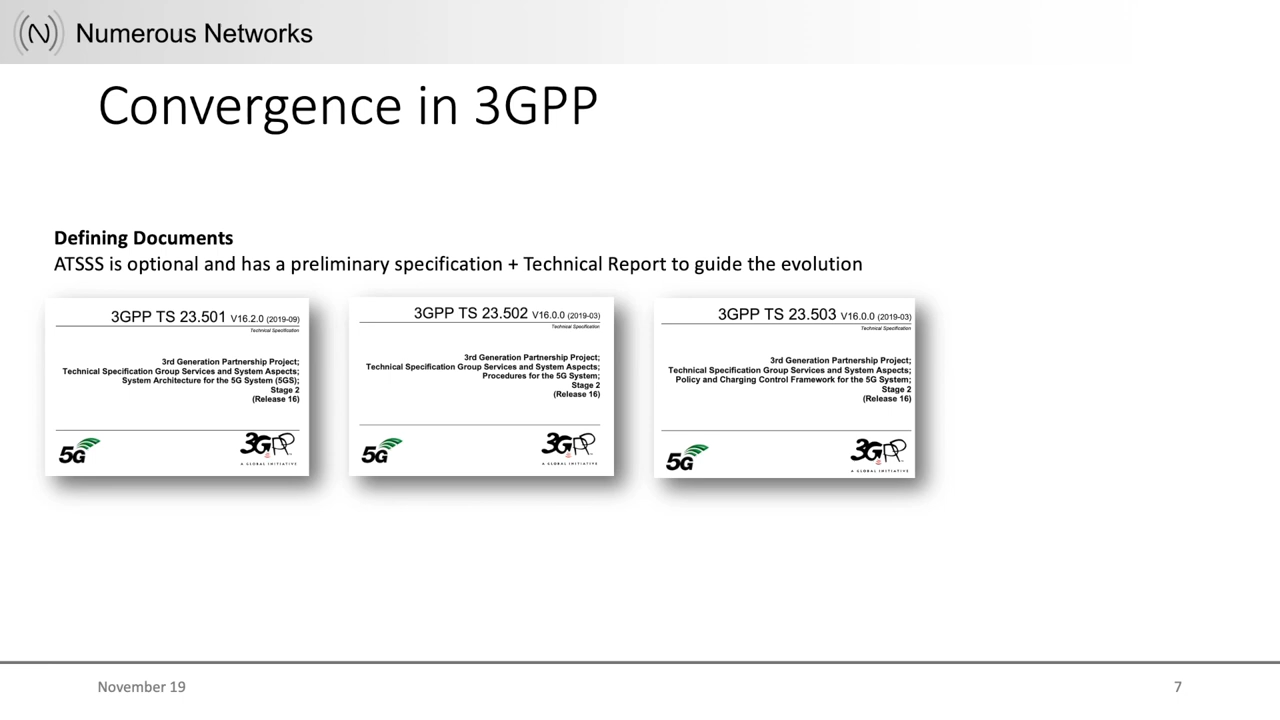 (N) Numerous Networks
Convergence in 3GPP
Defining Documents
ATSSS is optional and has a preliminary specification + Technical Report to guide the evolution
3GPP TS 23.501 V16.2.0 (2019-09)
Technical Specification
3rd Generation Partnership Project;
Technical Specification Group Services and System Aspects;
System Architecture for the 5G System (5GS);
Stage 2
(Release 16)
5G
3GPP
A GLOBAL INITIATIVE
3GPP TS 23.502 V16.0.0 (2019-03)
Technical Specification
3rd Generation Partnership Project;
Technical Specification Group Services and System Aspects;
Procedures for the 5G System;
Stage 2
(Release 16)
5G
3GPP
A GLOBAL INITIATIVE
3GPP TS 23.503 V16.0.0 (2019-03)
Technical Specification
3rd Generation Partnership Project;
Technical Specification Group Services and System Aspects;
Policy and Charging Control Framework for the 5G System;
Stage 2
(Release 16)
5G
3GPP
A GLOBAL INITIATIVE
November 19
7